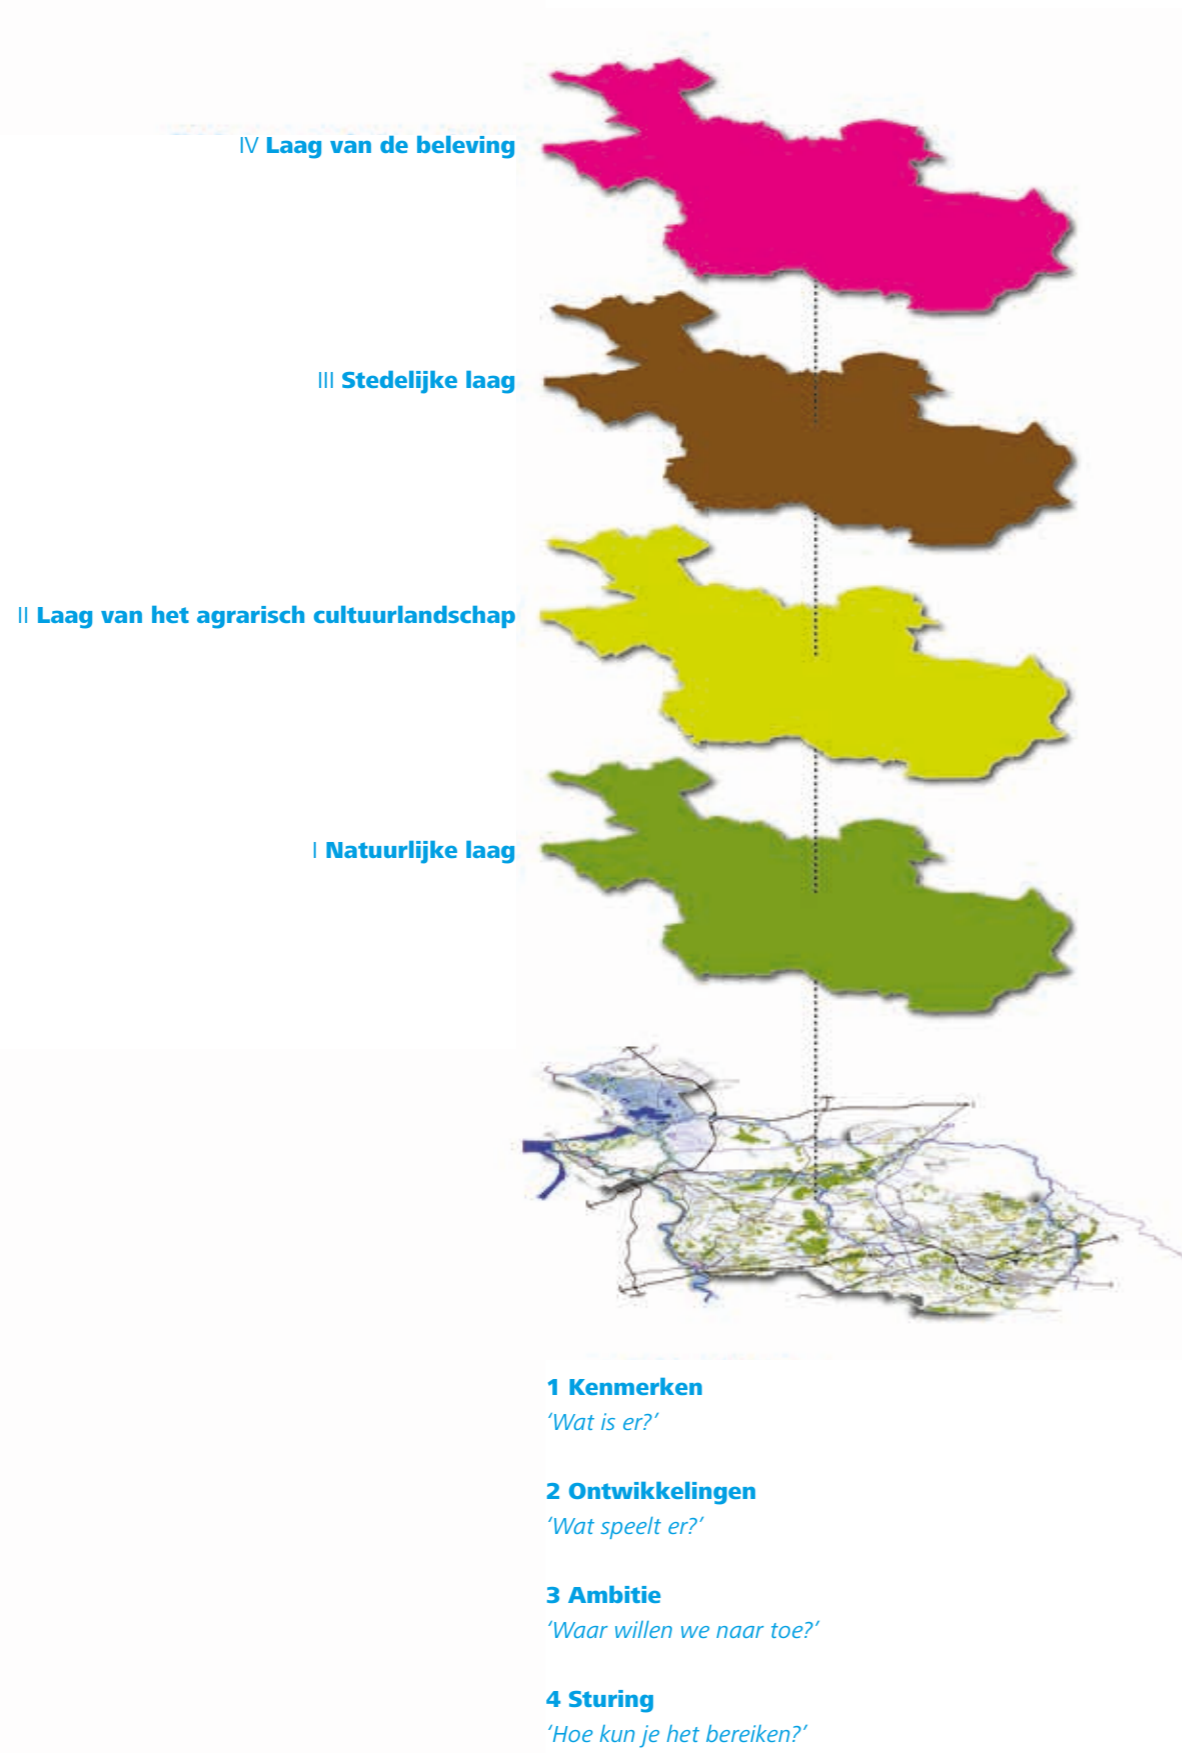 IV Laag van de beleving
III Stedelijke laag
II Laag van het agrarisch cultuurlandschap
I Natuurlijke laag
1 Kenmerken
‘Wat is er?’
2 Ontwikkelingen
‘Wat speelt er?’
3 Ambitie
‘Waar willen we naar toe?’
4 Sturing
‘Hoe kun je het bereiken?’